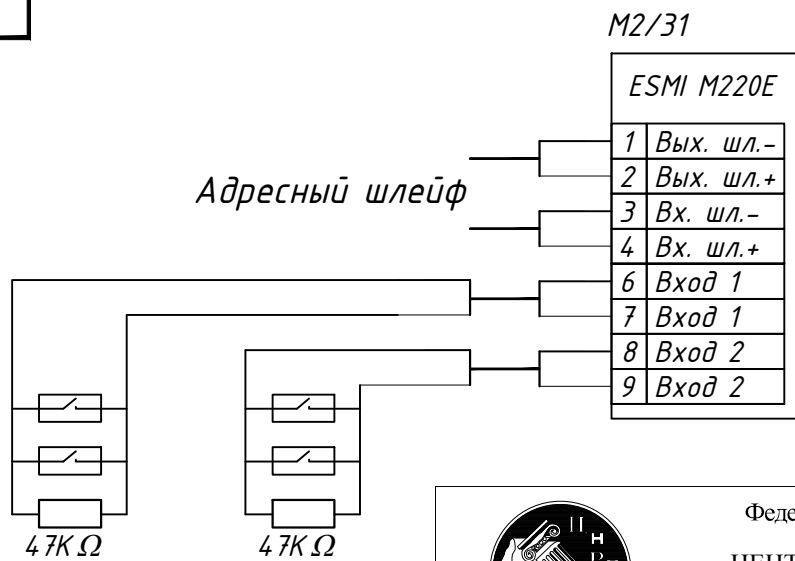 M2/31
ESMI M220E
1 Вых. шл.-
2 Вых. шл.+
3 Вх. шл.-
4 Вх. шл.+
6 Вход 1
7 Вход 1
8 Вход 2
9 Вход 2
Адресный шлейф
47K Ω
47K Ω
Феде